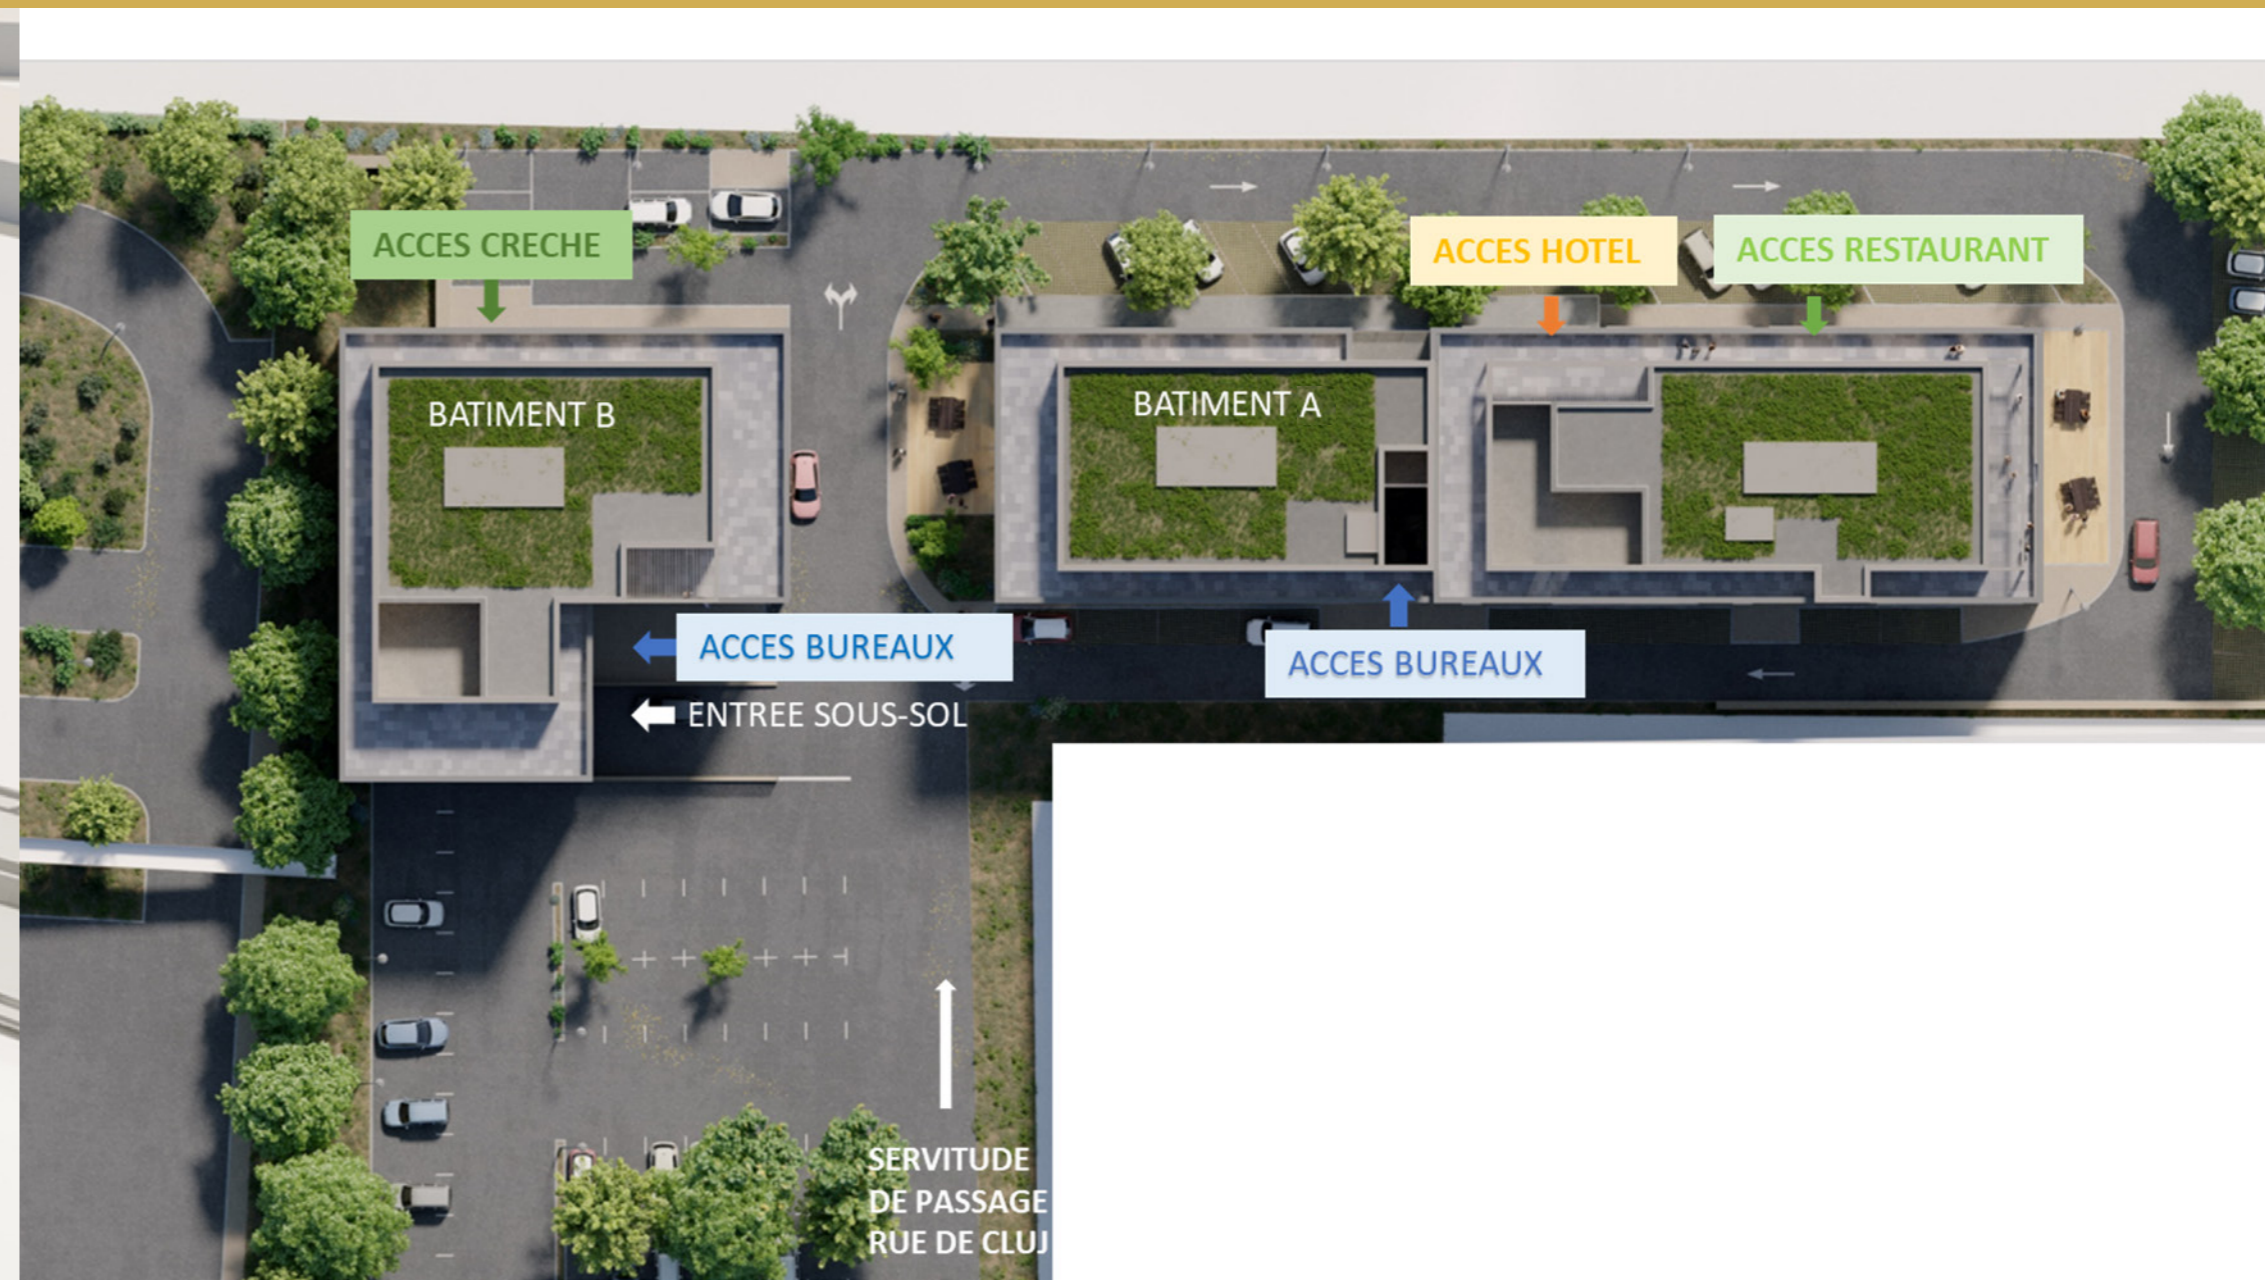 ACCES CRECHE
ACCES HOTEL
ACCES RESTAURANT
BATIMENT B
BATIMENT A
ACCES BUREAUX
ACCES BUREAUX
ENTREE SOUS-SOL
SERVITUDE
DE PASSAGE
RUE DE CLUJ